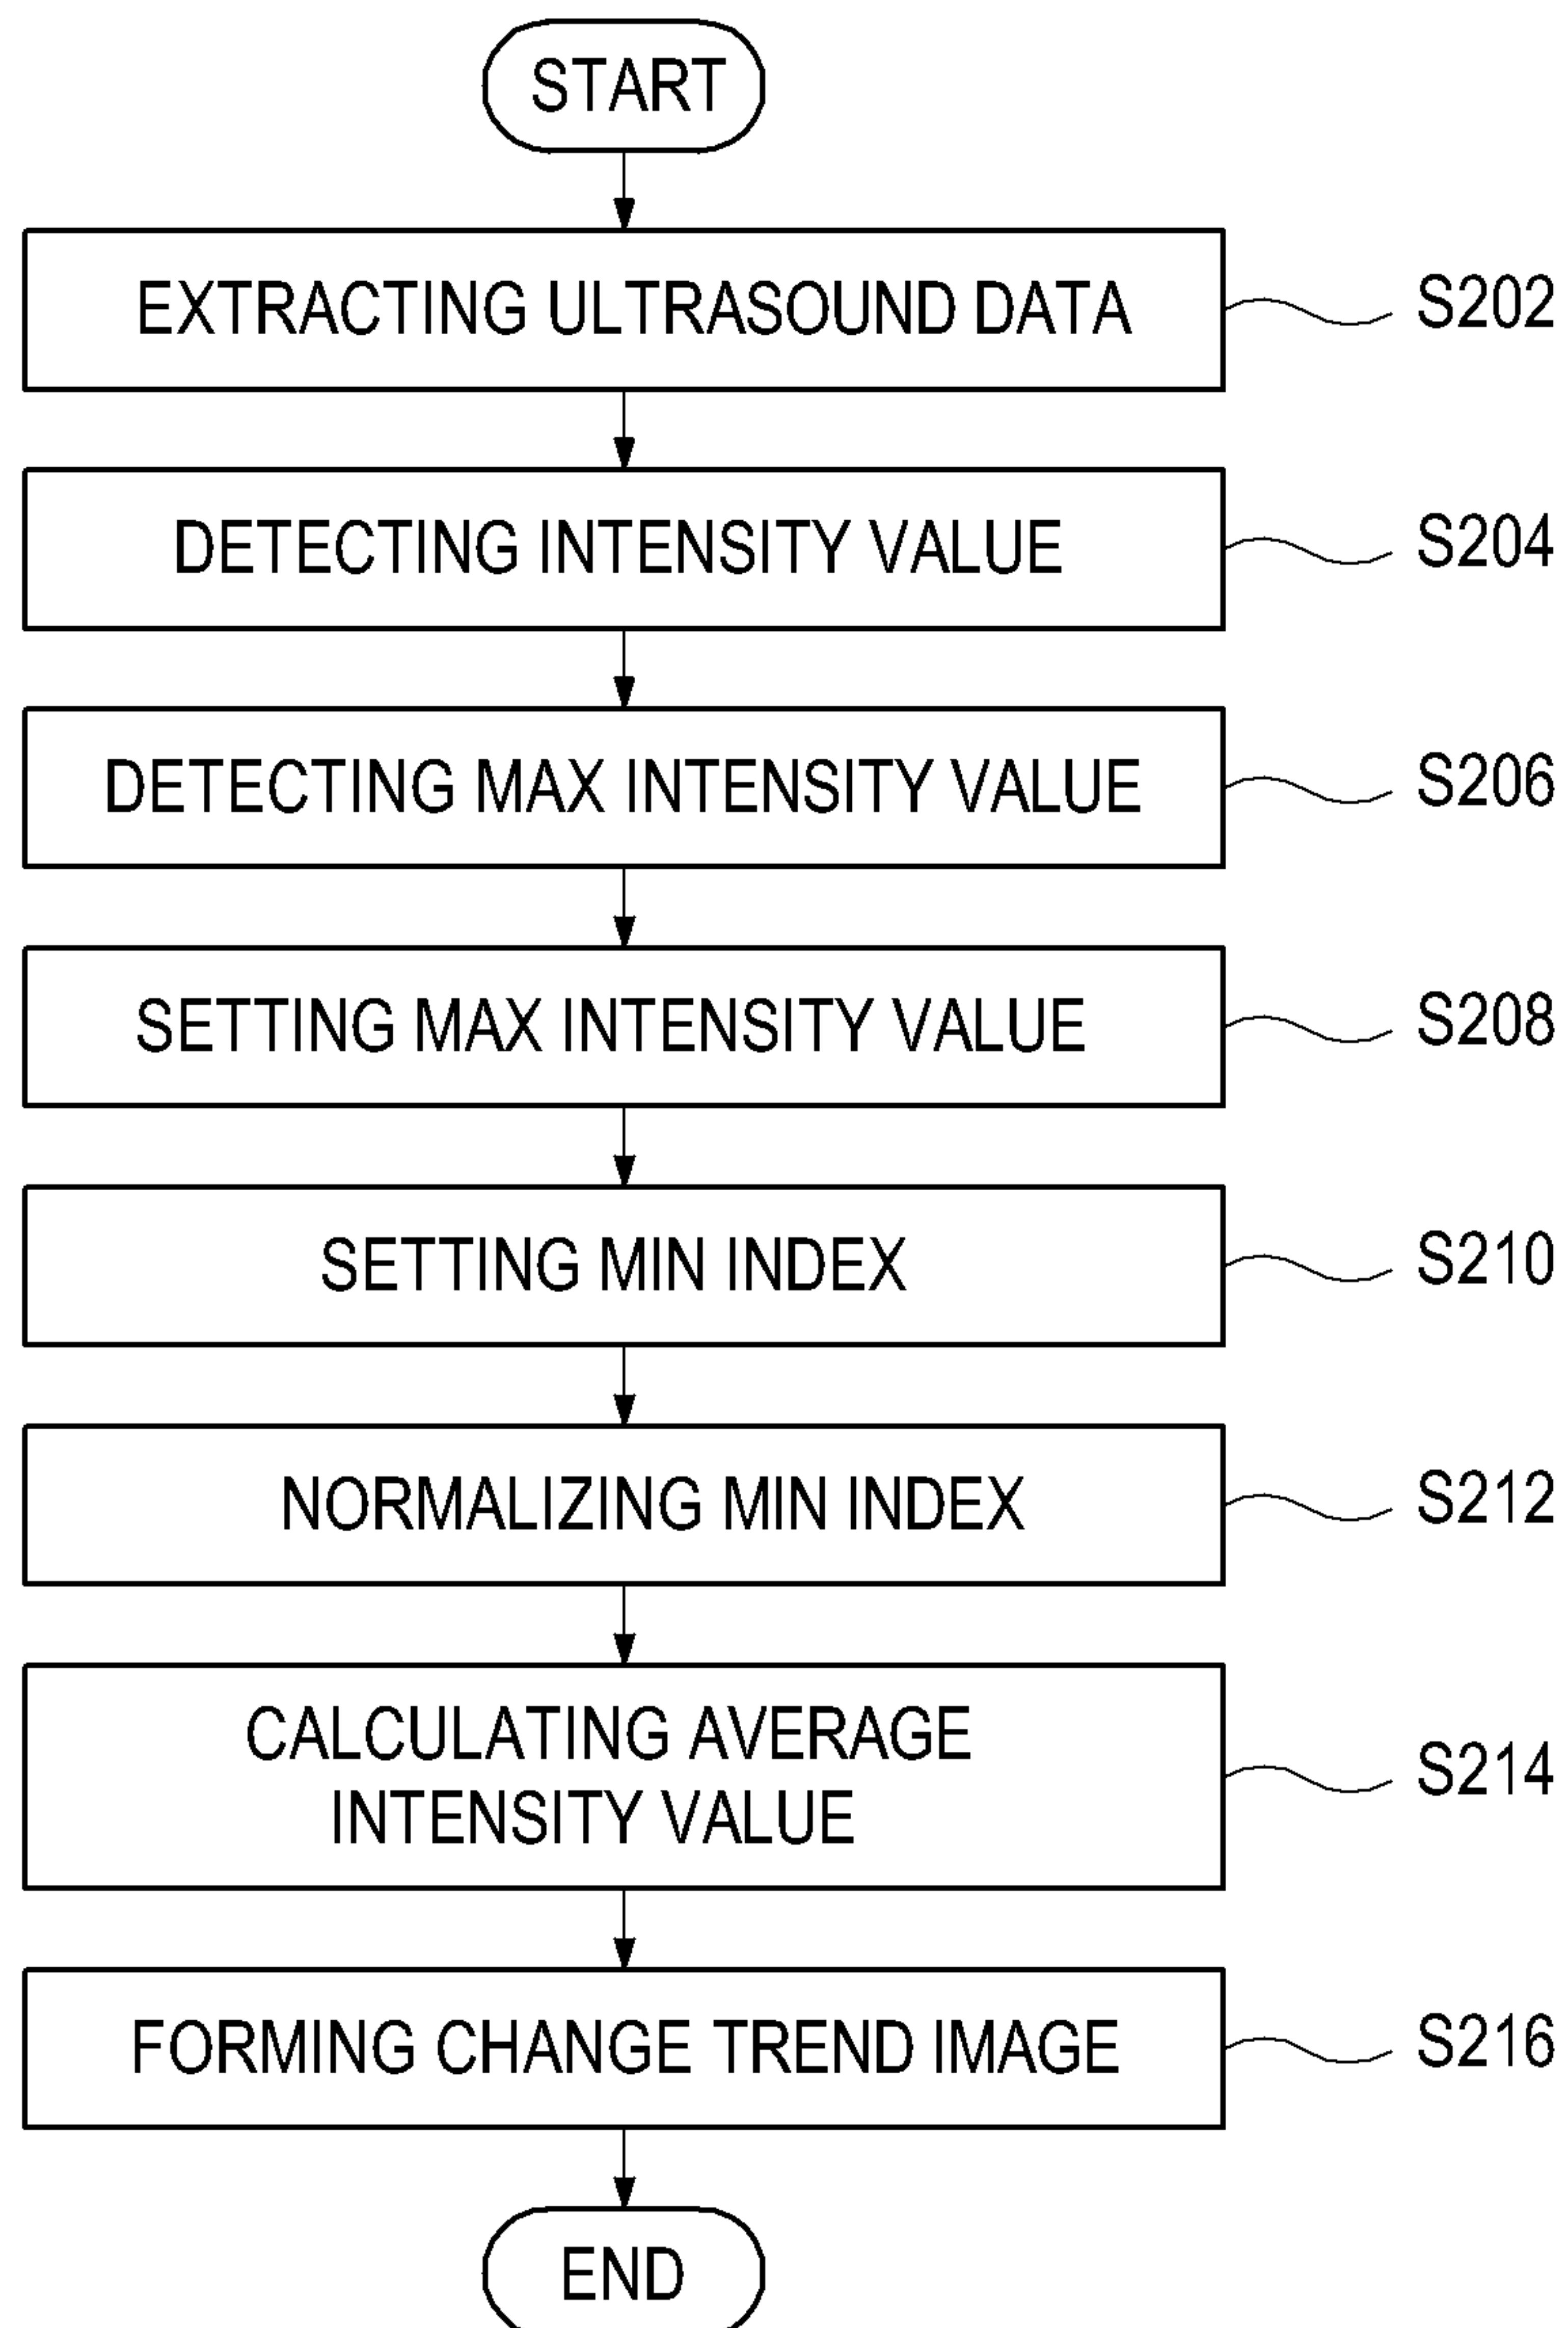 START
EXTRACTING ULTRASOUND DATA S202
DETECTING INTENSITY VALUE S204
DETECTING MAX INTENSITY VALUE S206
SETTING MAX INTENSITY VALUE S208
SETTING MIN INDEX S210
NORMALIZING MIN INDEX S212
CALCULATING AVERAGE
INTENSITY VALUE S214
FORMING CHANGE TREND IMAGE S216
END